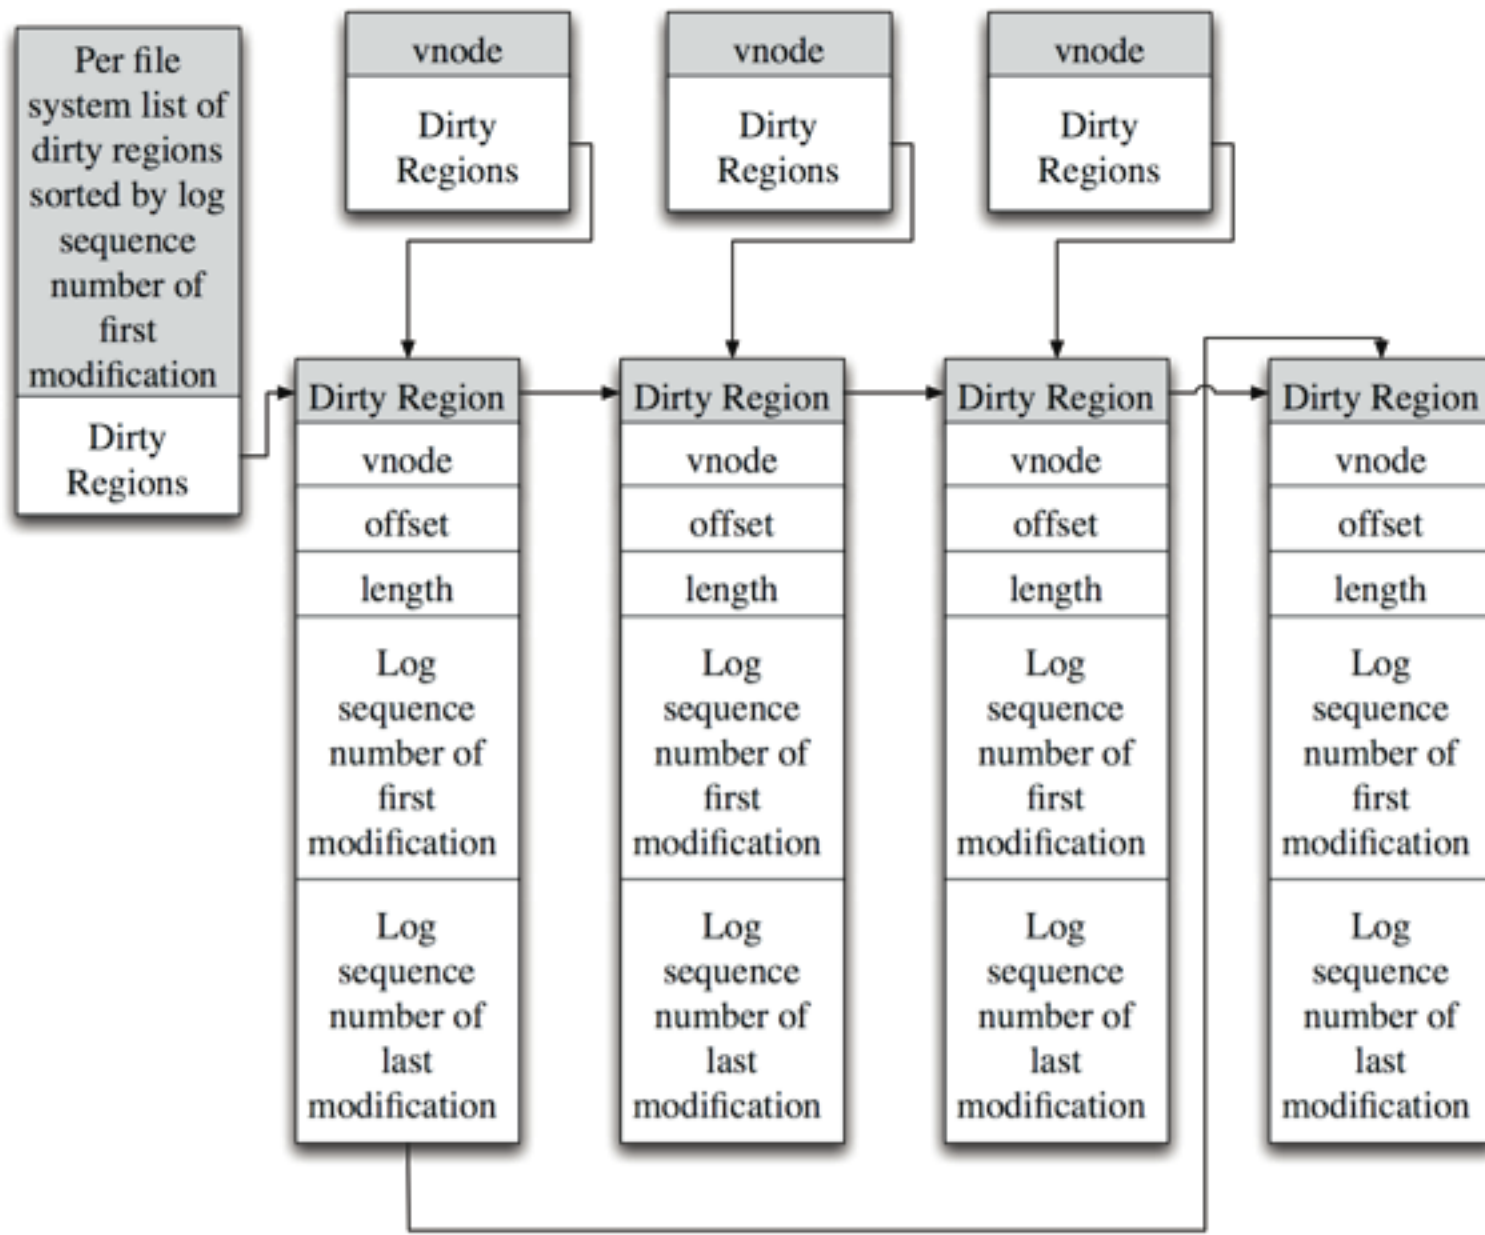 Per file
system list of
dirty regions
sorted by log
sequence
number of
first
modification
Dirty
Regions
vnode
Dirty
Regions
vnode
Dirty
Regions
vnode
Dirty
Regions
Dirty Region
vnode
offset
length
Log
sequence
number of
first
modification
Log
sequence
number of
last
modification
Dirty Region
vnode
offset
length
Log
sequence
number of
first
modification
Log
sequence
number of
last
modification
Dirty Region
vnode
offset
length
Log
sequence
number of
first
modification
Log
sequence
number of
last
modification
Dirty Region
vnode
offset
length
Log
sequence
number of
first
modification
Log
sequence
number of
last
modification